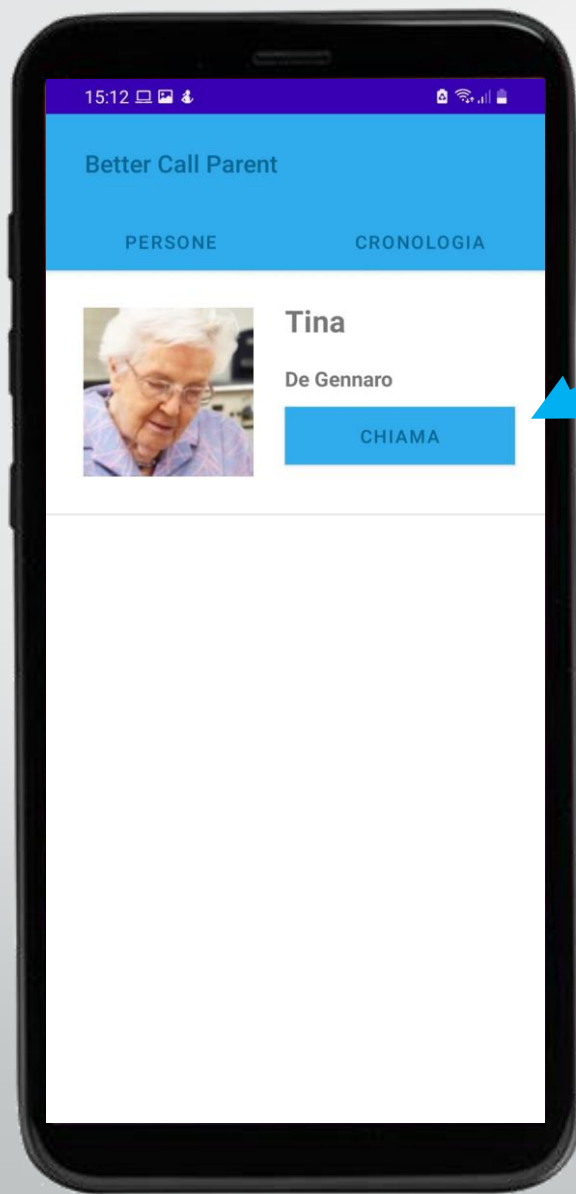 15:12
Better Call Parent
PERSONE CRONOLOGIA
Tina
De Gennaro
CHIAMA